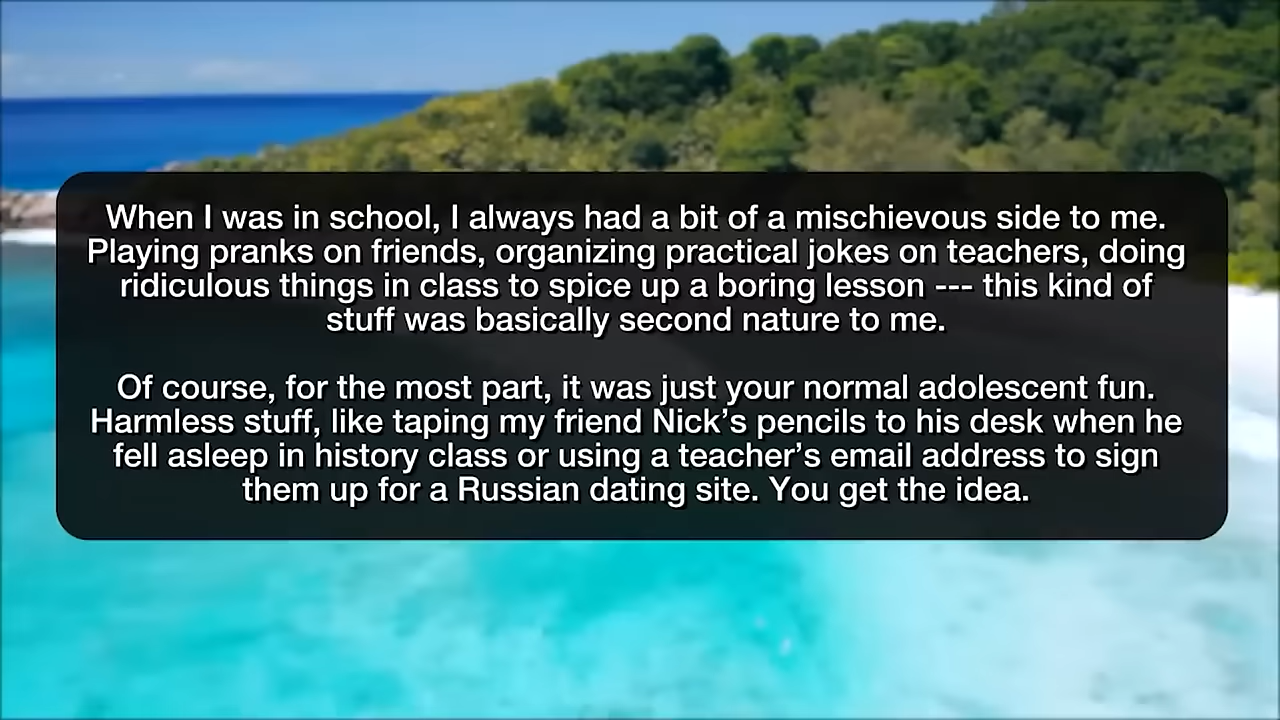 When I was in school, I always had a bit of a mischievous side to me.
Playing pranks on friends, organizing practical jokes on teachers, doing
ridiculous things in class to spice up a boring lesson --- this kind of
stuff was basically second nature to me.
Of course, for the most part, it was just your normal adolescent fun.
Harmless stuff, like taping my friend Nick’s pencils to his desk when he
fell asleep in history class or using a teacher’s email address to sign
them up for a Russian dating site. You get the idea.